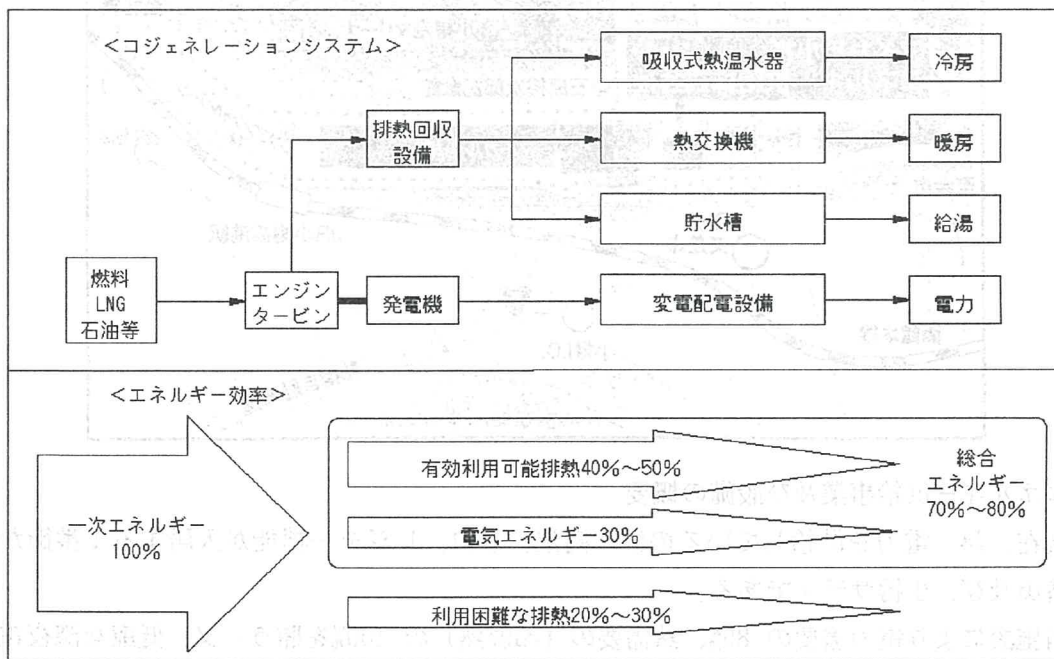 <コジェネレーションシステム>
吸収式熱温水器
冷房
排熱回収
設備
熱交換機
暖房
貯水槽
給湯
燃料
LNG
石油等
エンジン
タービン
発電機
変電配電設備
電力
<エネルギー効率>
一次エネルギー
100%
有効利用可能排熱40%～50%
電気エネルギー30%
利用困難な排熱20%～30%
総合
エネルギー
70%～80%